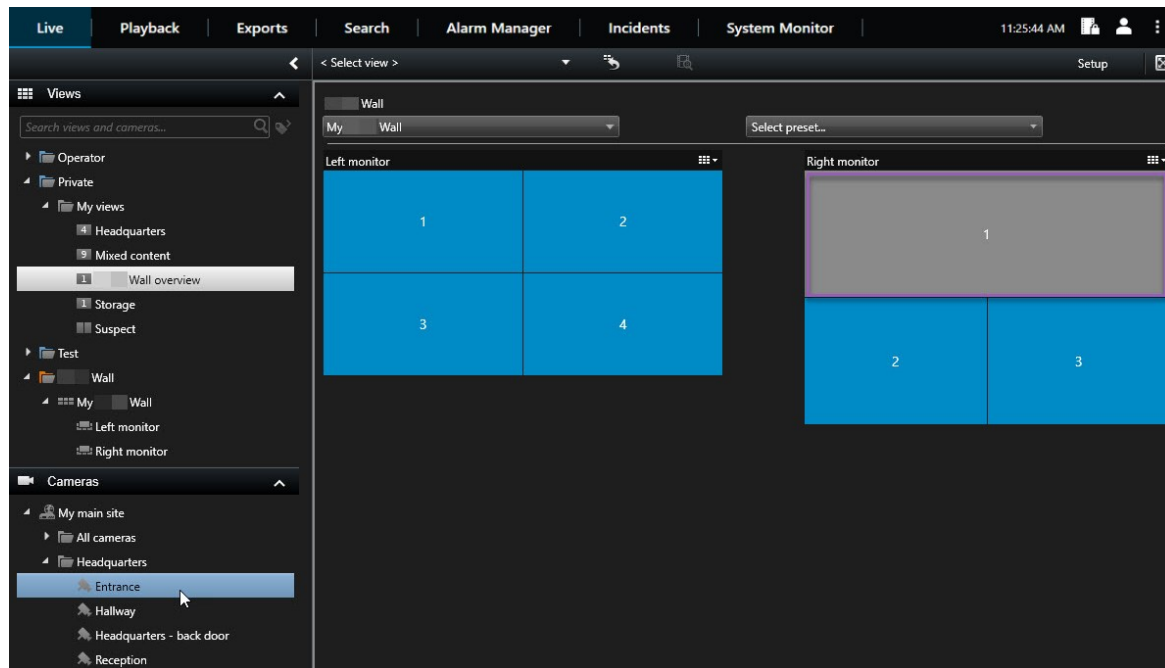 Live Playback Exports Search Alarm Manager Incidents System Monitor 11:25:44 AM
< Select view > Setup
Views
Wall
Search views and cameras...
My Wall Select preset...
Operator
Left monitor Right monitor
Private
My views
1 2 1
4 Headquarters
9 Mixed content
1 Wall overview
1 Storage
3 4
Suspect
Test
2 3
Wall
My Wall
Left monitor
Right monitor
Cameras
My main site
All cameras
Headquarters
Entrance
Hallway
Headquarters - back door
Reception